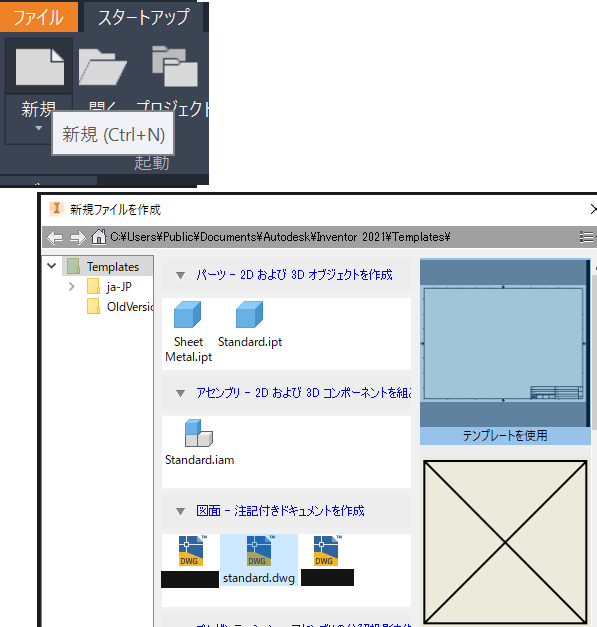 ファイル
スタートアップ
新規
開く
プロジェクト
新規 (Ctrl+N)
起動
新規ファイルを作成
C:¥Users¥Public¥Documents¥Autodesk¥Inventor 2021¥Templates¥
Templates
ja-JP
OldVersio
パーツ - 2D および 3D オブジェクトを作成
Sheet
Metal.ipt
Standard.ipt
アセンブリ - 2D および 3D コンポーネントを組み
Standard.iam
図面 - 注記付きドキュメントを作成
DWG
DWG
DWG
standard.dwg
テンプレートを使用